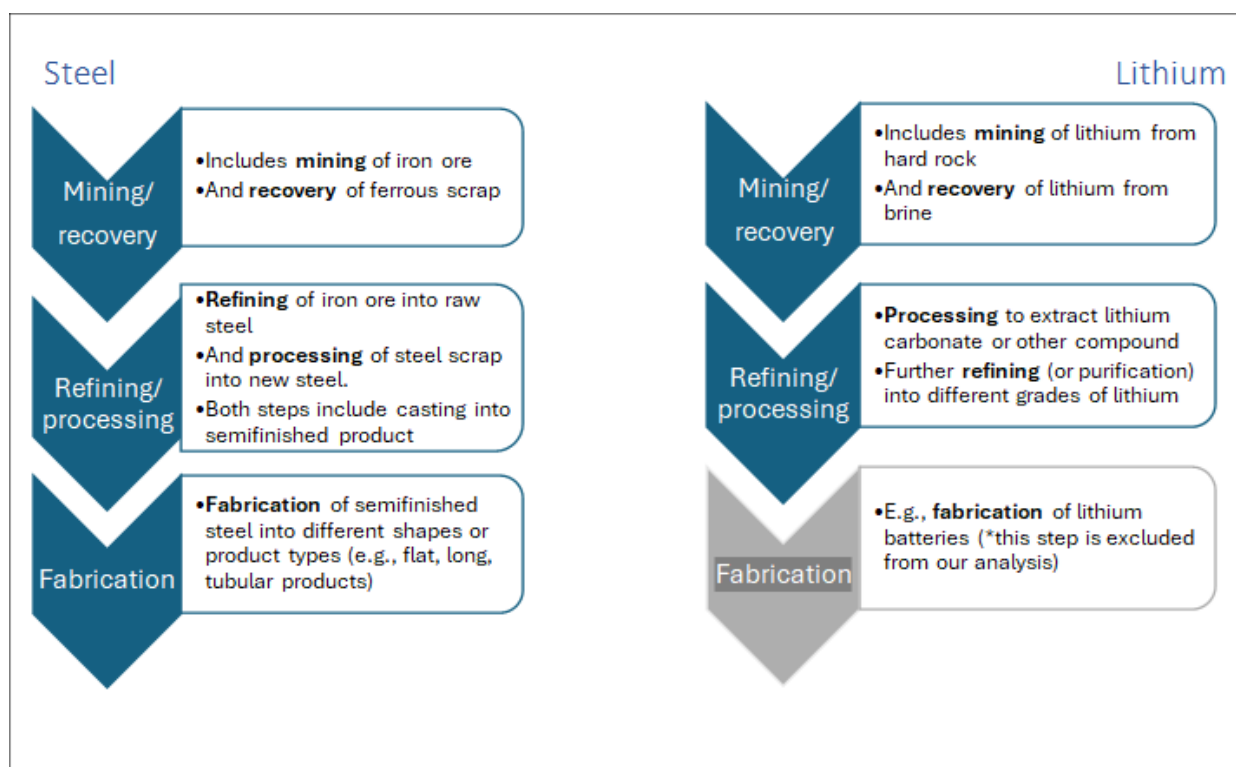 Steel
Mining/
recovery
•Includes mining of iron ore
•And recovery of ferrous scrap
Refining/
processing
•Refining of iron ore into raw
steel
•And processing of steel scrap
into new steel.
•Both steps include casting into
semifinished product
Fabrication
•Fabrication of semifinished
steel into different shapes or
product types (e.g., flat, long,
tubular products)
Lithium
Mining/
recovery
•Includes mining of lithium from
hard rock
•And recovery of lithium from
brine
Refining/
processing
•Processing to extract lithium
carbonate or other compound
•Further refining (or purification)
into different grades of lithium
Fabrication
•E.g., fabrication of lithium
batteries (*this step is excluded
from our analysis)